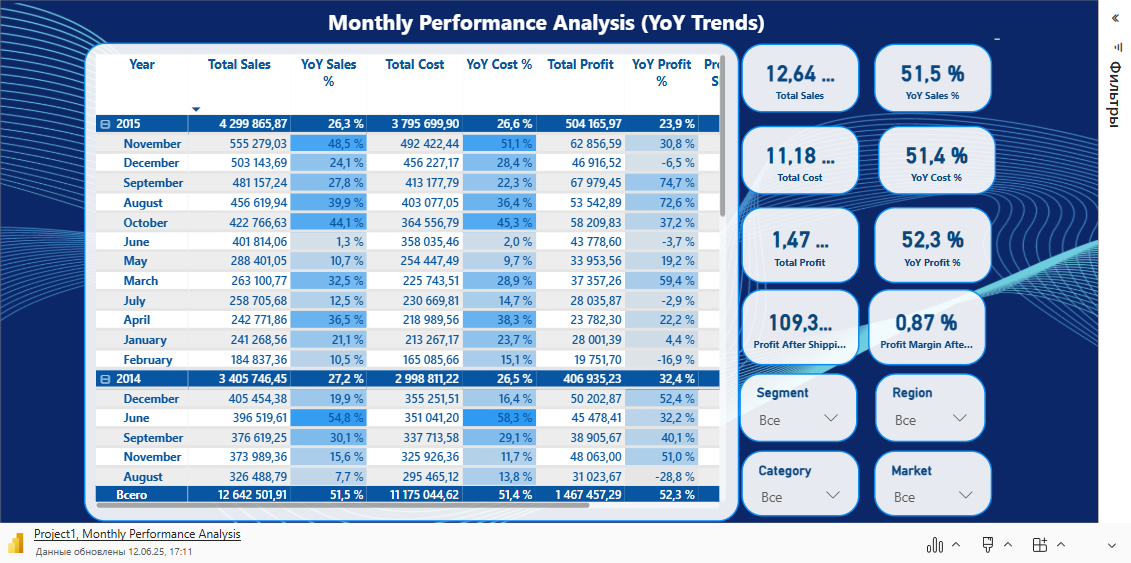 Monthly Performance Analysis (YoY Trends)
Year Total Sales YoY Sales % Total Cost YoY Cost % Total Profit YoY Profit % Pr S
2015 4 299 865,87 26,3 % 3 795 699,90 26,6 % 504 165,97 23,9 %
November 555 279,03 48,5 % 492 422,44 51,1 % 62 856,59 30,8 %
December 503 143,69 24,1 % 456 227,17 28,4 % 46 916,52 -6,5 %
September 481 157,24 27,8 % 413 177,79 22,3 % 67 979,45 74,7 %
August 456 619,94 39,9 % 403 077,05 36,4 % 53 542,89 72,6 %
October 422 766,63 44,1 % 364 556,79 45,3 % 58 209,83 37,2 %
June 401 814,06 1,3 % 358 035,46 2,0 % 43 778,60 -3,7 %
May 288 401,05 10,7 % 254 447,49 9,7 % 33 953,56 19,2 %
March 263 100,77 32,5 % 225 743,51 28,9 % 37 357,26 59,4 %
July 258 705,68 12,5 % 230 669,81 14,7 % 28 035,87 -2,9 %
April 242 771,86 36,5 % 218 989,56 38,3 % 23 782,30 22,2 %
January 241 268,56 21,1 % 213 267,17 23,7 % 28 001,39 4,4 %
February 184 837,36 10,5 % 165 085,66 15,1 % 19 751,70 -16,9 %
2014 3 405 746,45 27,2 % 2 998 811,22 26,5 % 406 935,23 32,4 %
December 405 454,38 19,9 % 355 251,51 16,4 % 50 202,87 52,4 %
June 396 519,61 54,8 % 351 041,20 58,3 % 45 478,41 32,2 %
September 376 619,25 30,1 % 337 713,58 29,1 % 38 905,67 40,1 %
November 373 989,36 15,6 % 325 926,36 11,7 % 48 063,00 51,0 %
August 326 488,79 7,7 % 295 465,12 13,8 % 31 023,67 -28,8 %
Всего 12 642 501,91 51,5 % 11 175 044,62 51,4 % 1 467 457,29 52,3 %
12,64 ...
Total Sales
51,5 %
YoY Sales %
11,18 ...
Total Cost
51,4 %
YoY Cost %
1,47 ...
Total Profit
52,3 %
YoY Profit %
109,3...
Profit After Shippi...
0,87 %
Profit Margin Afte...
Segment
Все
Region
Все
Category
Все
Market
Все
Фильтры
Project1, Monthly Performance Analysis
Данные обновлены 12.06.25, 17:11